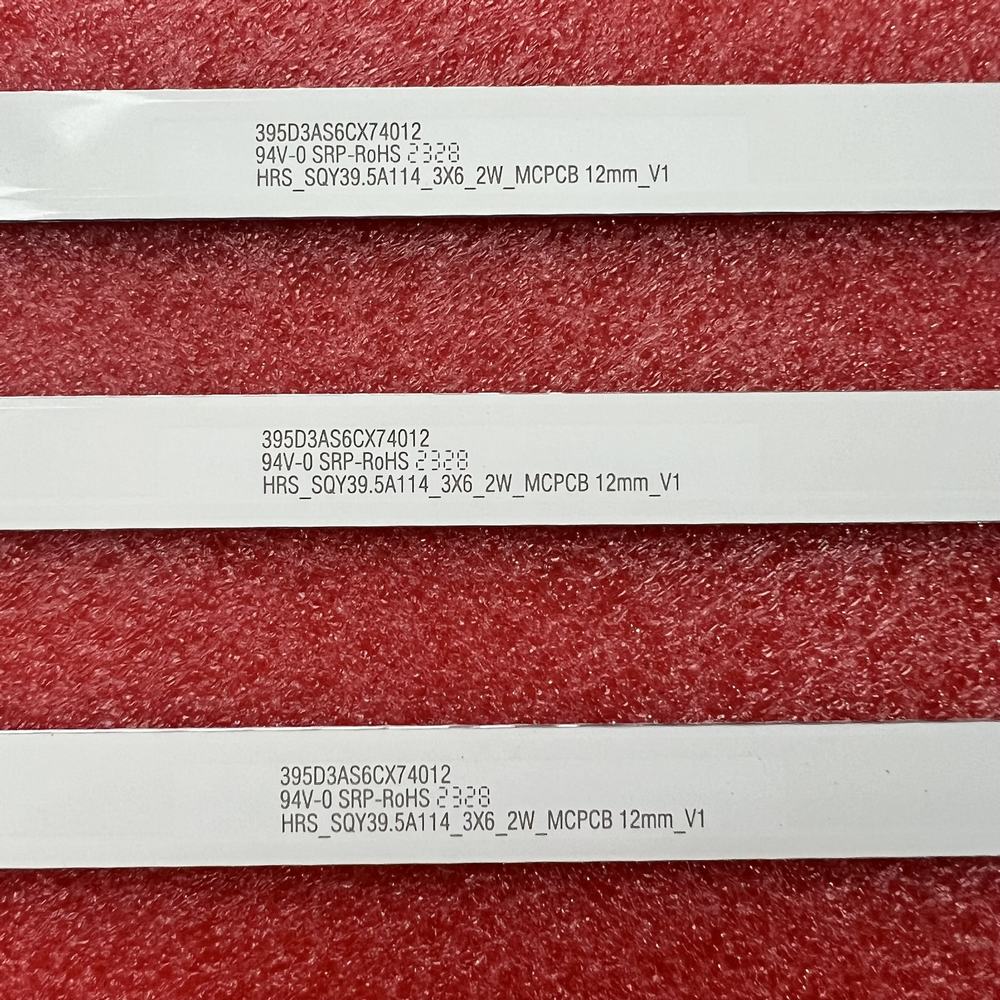 395D3AS6CX74012
94V-0 SRP-RoHS 2328
HRS_SQY39.5A114_3X6_2W_MCPCB 12mm_V1
395D3AS6CX74012
94V-0 SRP-RoHS 2328
HRS_SQY39.5A114_3X6_2W_MCPCB 12mm_V1
395D3AS6CX74012
94V-0 SRP-RoHS 2328
HRS_SQY39.5A114_3X6_2W_MCPCB 12mm_V1